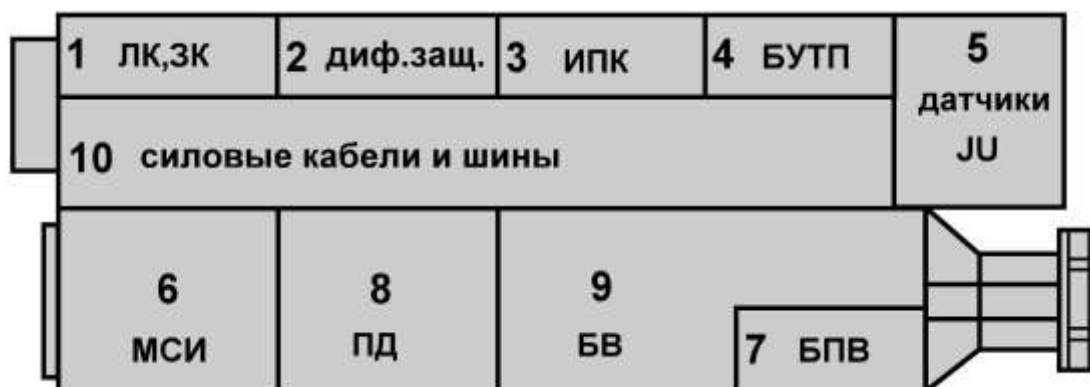 1 ЛК,ЗК
2 диф.защ.
3 ИПК
4 БУТП
5
датчики
JU
10 силовые кабели и шины
6
МСИ
8
ПД
9
БВ
7 БПВ